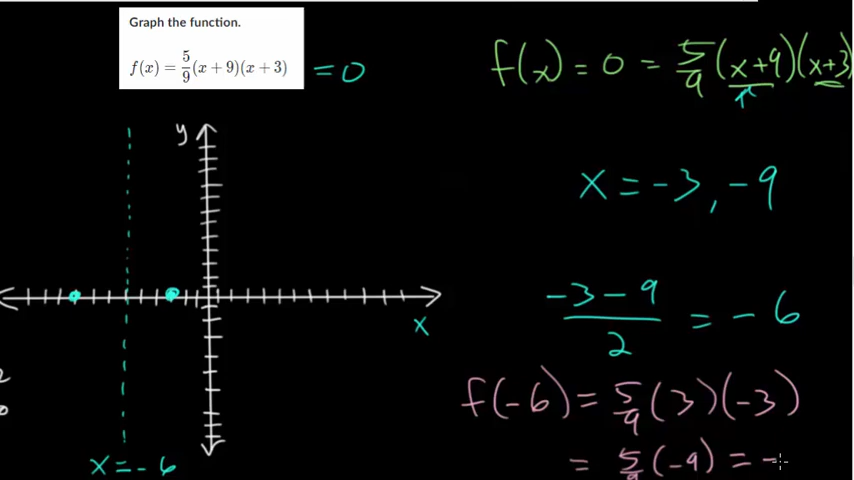 Graph the function.
f(x) = 5/9 (x + 9)(x + 3) = 0
f(x) = 0 = 5/9 (x+9)(x+3)
y
x = -3, -9
x
(-3 - 9)/2 = -6
f(-6) = 5/9 (3)(-3)
= 5/9 (-9) = -
x = -6